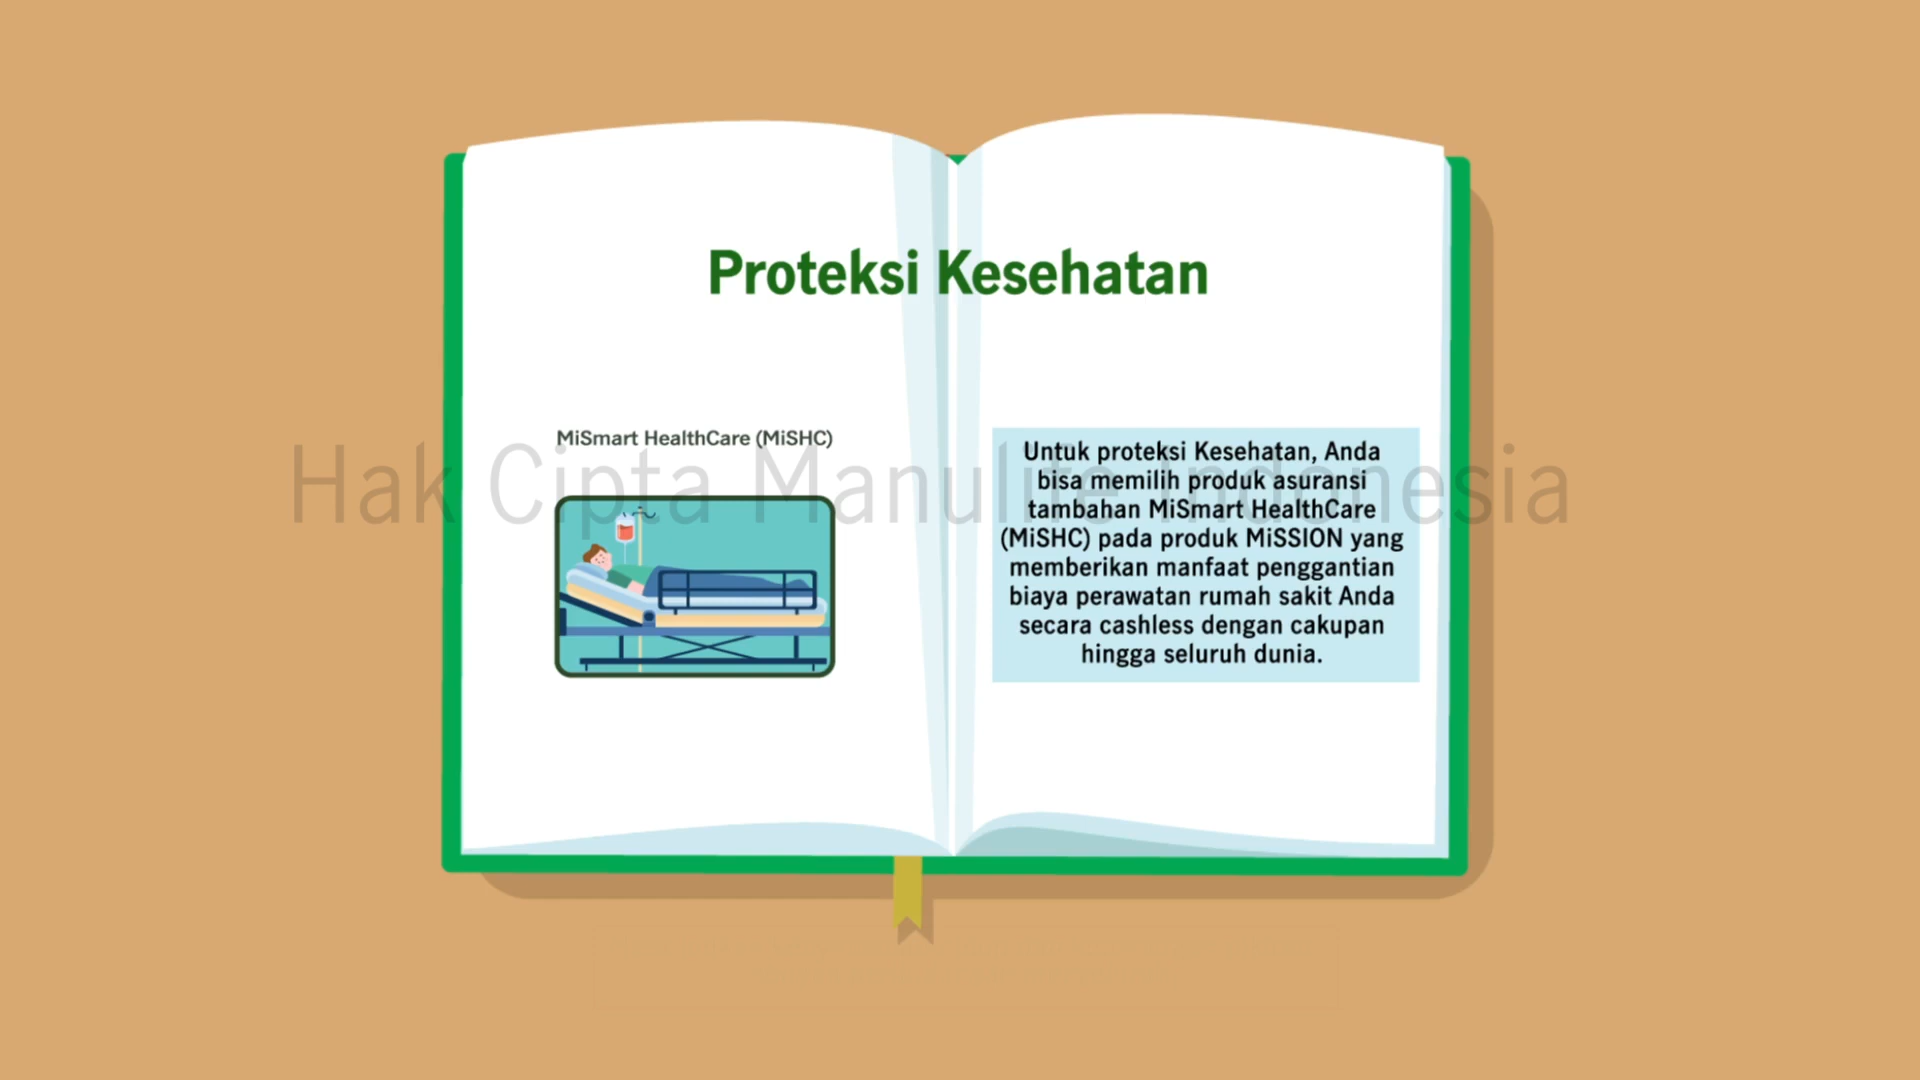 Proteksi Kesehatan
MiSmart HealthCare (MiSHC)
Hak Cipta Manulife Indonesia
Untuk proteksi Kesehatan, Anda
bisa memilih produk asuransi
tambahan MiSmart HealthCare
(MiSHC) pada produk MiSSION yang
memberikan manfaat penggantian
biaya perawatan rumah sakit Anda
secara cashless dengan cakupan
hingga seluruh dunia.